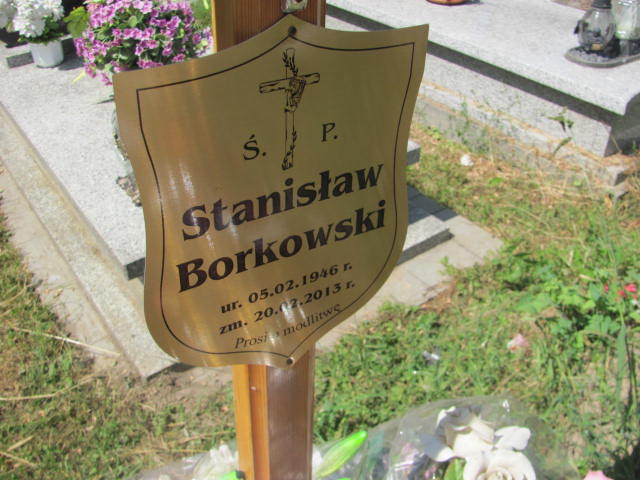 Ś. P.
Stanisław
Borkowski
ur. 05.02.1946 r.
zm. 20.02.2013 r.
Prosi o modlitwę